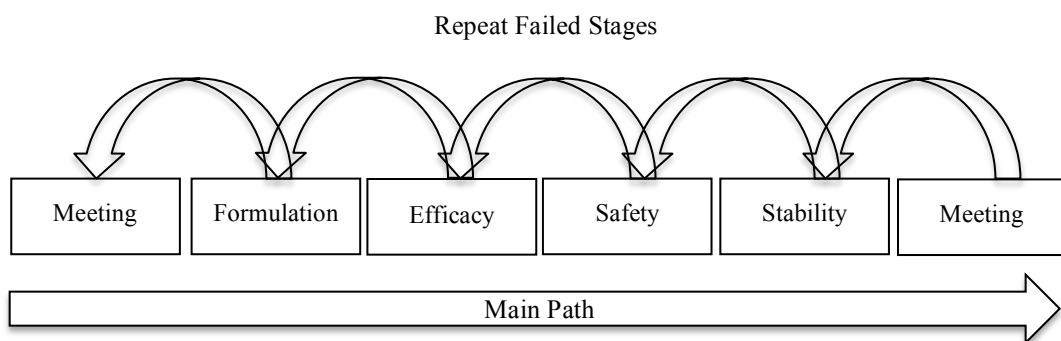 Repeat Failed Stages
Meeting
Formulation
Efficacy
Safety
Stability
Meeting
Main Path